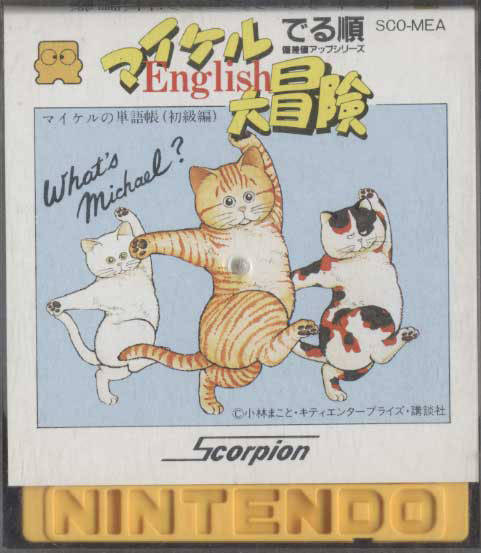 でる順
SCO-MEA
偏差値アップシリーズ
マイケル
English
大冒険
マイケルの単語帳(初級編)
What's
Michael?
©小林まこと・キティエンタープライズ・講談社
Scorpion
NINTENDO